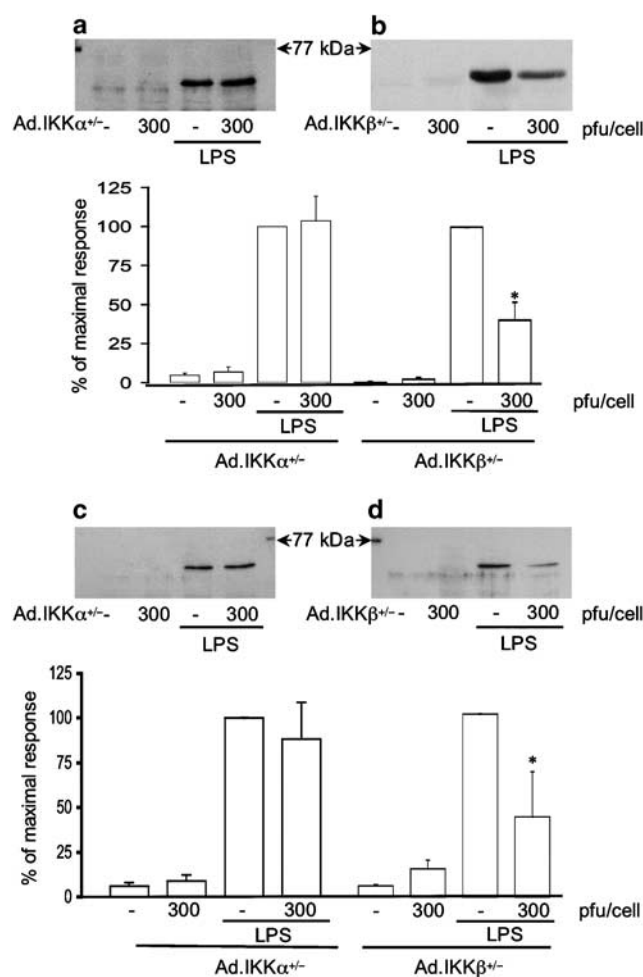 a b
77 kDa
Ad.IKKα+/- - 300 - 300 Ad.IKKβ+/- - 300 - 300 pfu/cell
LPS LPS
% of maximal response
125
100
75
50
25
0
*
- 300 - 300 - 300 - 300 pfu/cell
LPS LPS
Ad.IKKα+/- Ad.IKKβ+/-
c d
77 kDa
Ad.IKKα+/- - 300 - 300 Ad.IKKβ+/- - 300 - 300 pfu/cell
LPS LPS
% of maximal response
125
100
75
50
25
0
*
- 300 - 300 - 300 - 300 pfu/cell
LPS LPS
Ad.IKKα+/- Ad.IKKβ+/-